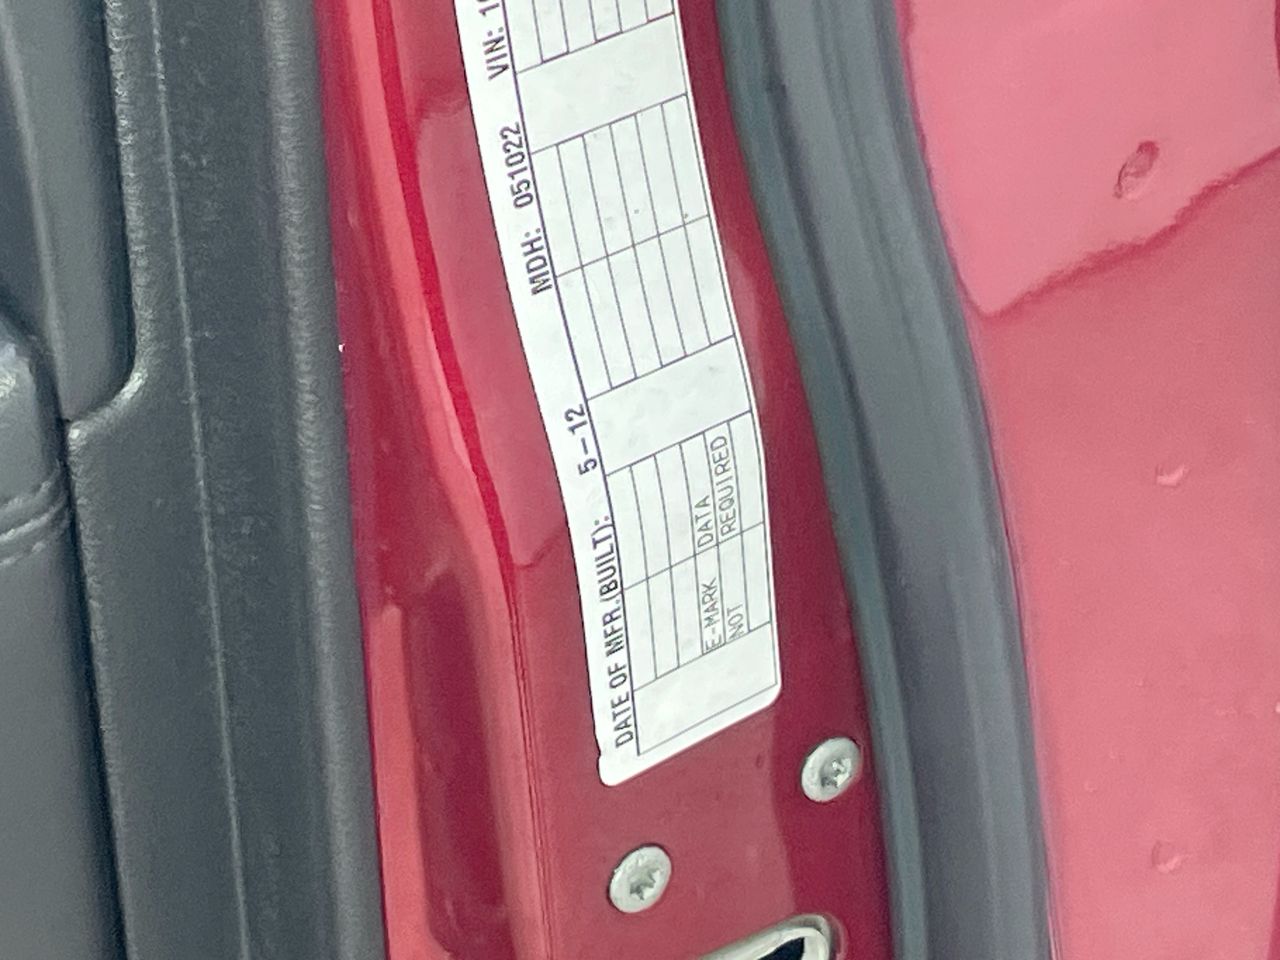 DATE OF MFR.(BUILT): 5-12 MDH: 051022 VIN:
E-MARK DATA
NOT REQUIRED